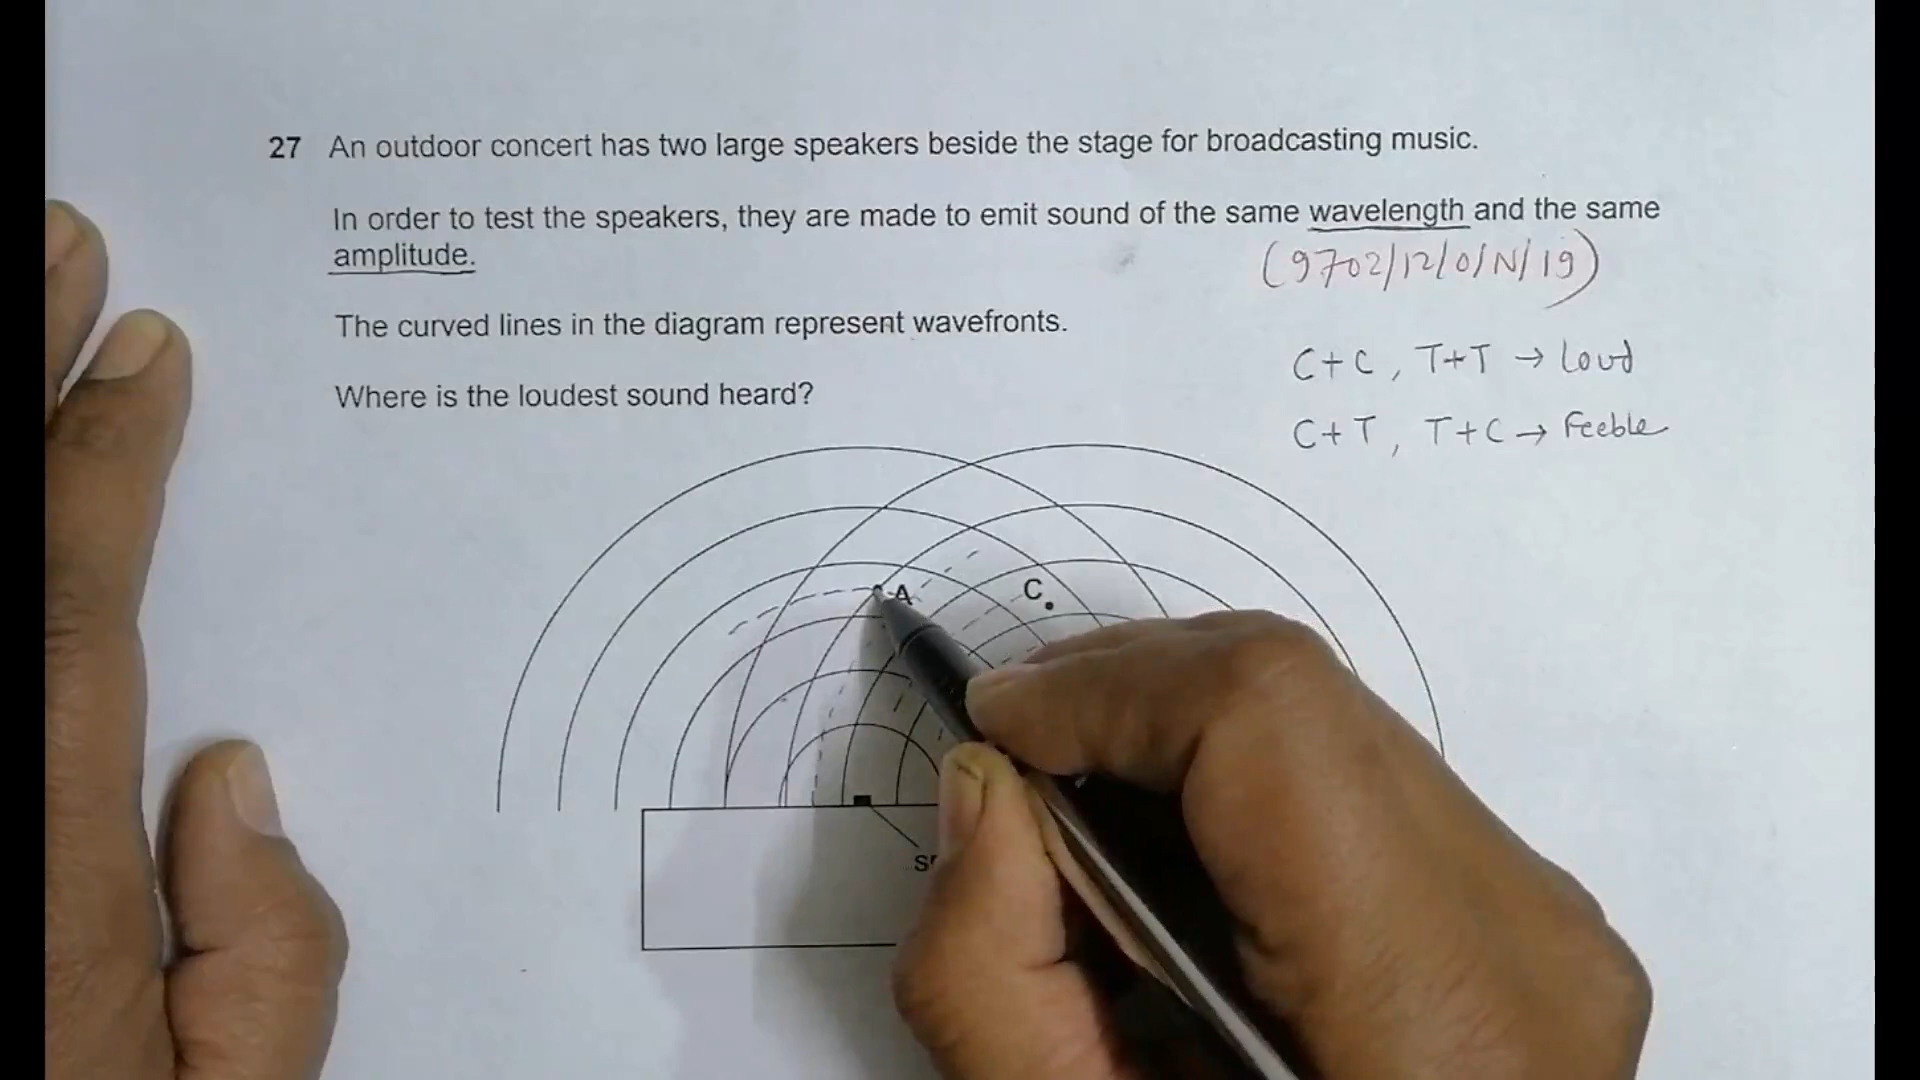 27 An outdoor concert has two large speakers beside the stage for broadcasting music.
In order to test the speakers, they are made to emit sound of the same wavelength and the same
amplitude.
(9702/12/O/N/19)
The curved lines in the diagram represent wavefronts.
C+C, T+T → Loud
Where is the loudest sound heard?
C+T, T+C → Feeble
A
C